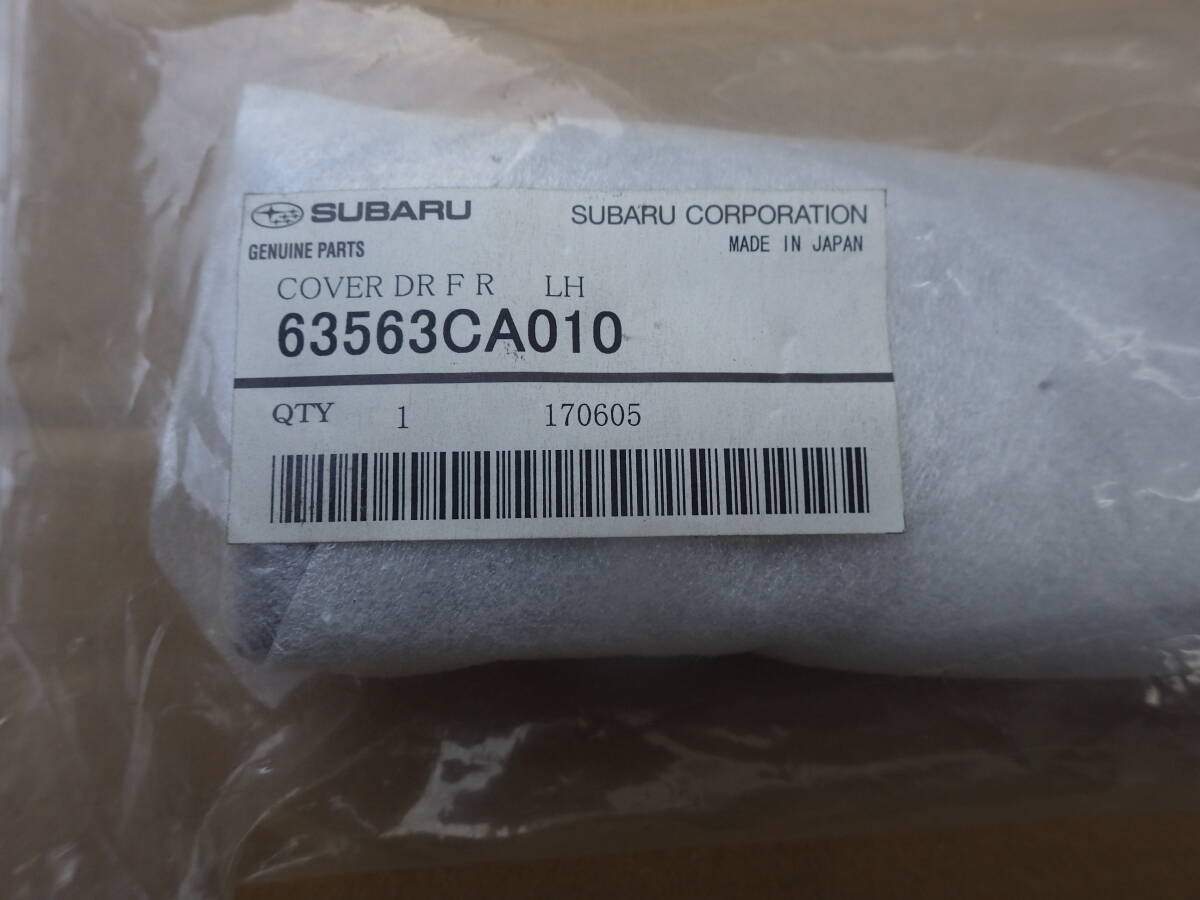 SUBARU SUBARU CORPORATION
GENUINE PARTS MADE IN JAPAN
COVER DR F R LH
63563CA010
QTY 1 170605